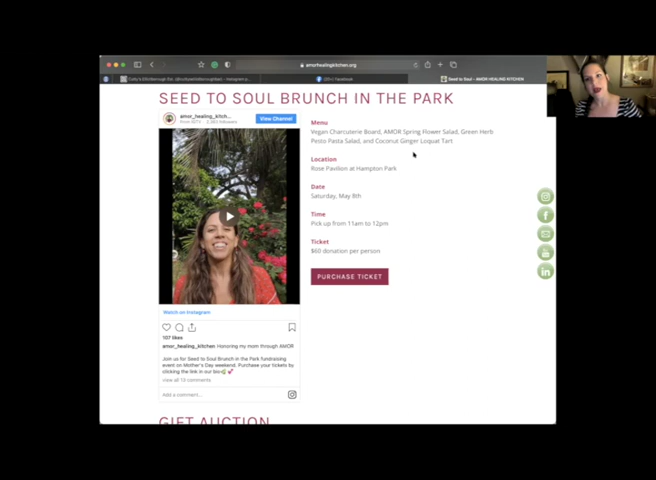 amorhealingkitchen.org
Facebook
Seed to Soul – AMOR HEALING KITCHEN
SEED TO SOUL BRUNCH IN THE PARK
amor_healing_kitch...
View Channel
Menu
Vegan Charcuterie Board, AMOR Spring Flower Salad, Green Herb
Pesto Pasta Salad, and Coconut Ginger Loquat Tart
Location
Rose Pavilion at Hampton Park
Date
Saturday, May 8th
Time
Pick up from 11am to 12pm
Ticket
$60 donation per person
PURCHASE TICKET
Watch on Instagram
107 likes
amor_healing_kitchen Honoring my mom through AMOR
Join us for Seed to Soul Brunch in the Park fundraising
event on Mother's Day weekend. Purchase your tickets by
clicking the link in our bio
view all 13 comments
Add a comment...
GIFT AUCTION